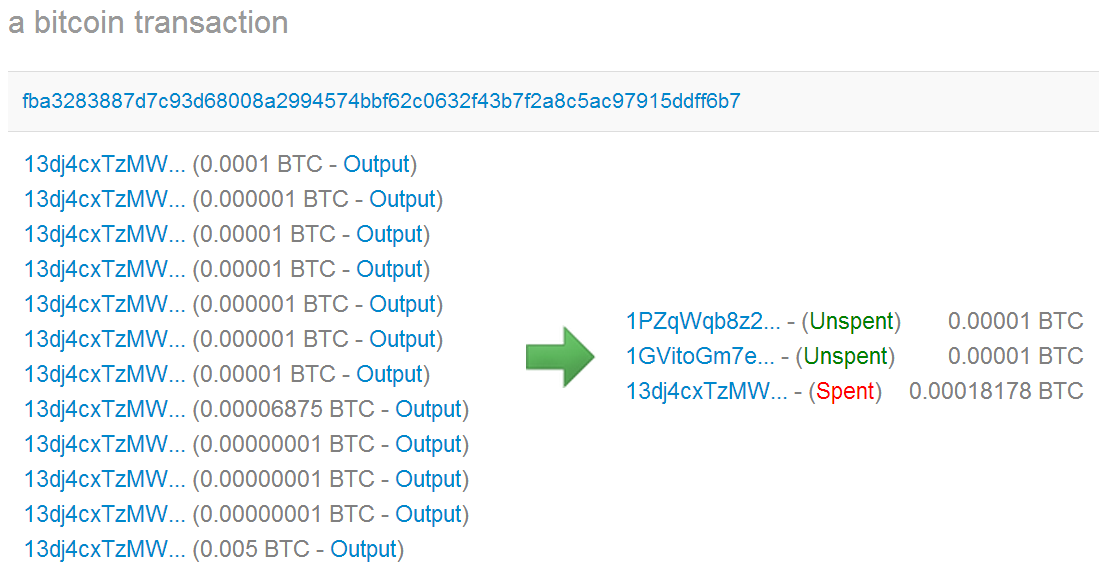 a bitcoin transaction
fba3283887d7c93d68008a2994574bbf62c0632f43b7f2a8c5ac97915ddff6b7
13dj4cxTzMW... (0.0001 BTC - Output)
13dj4cxTzMW... (0.000001 BTC - Output)
13dj4cxTzMW... (0.00001 BTC - Output)
13dj4cxTzMW... (0.00001 BTC - Output)
13dj4cxTzMW... (0.000001 BTC - Output)
13dj4cxTzMW... (0.000001 BTC - Output)
13dj4cxTzMW... (0.00001 BTC - Output)
13dj4cxTzMW... (0.00006875 BTC - Output)
13dj4cxTzMW... (0.00000001 BTC - Output)
13dj4cxTzMW... (0.00000001 BTC - Output)
13dj4cxTzMW... (0.00000001 BTC - Output)
13dj4cxTzMW... (0.005 BTC - Output)
1PZqWqb8z2... - (Unspent) 0.00001 BTC
1GVitoGm7e... - (Unspent) 0.00001 BTC
13dj4cxTzMW... - (Spent) 0.00018178 BTC